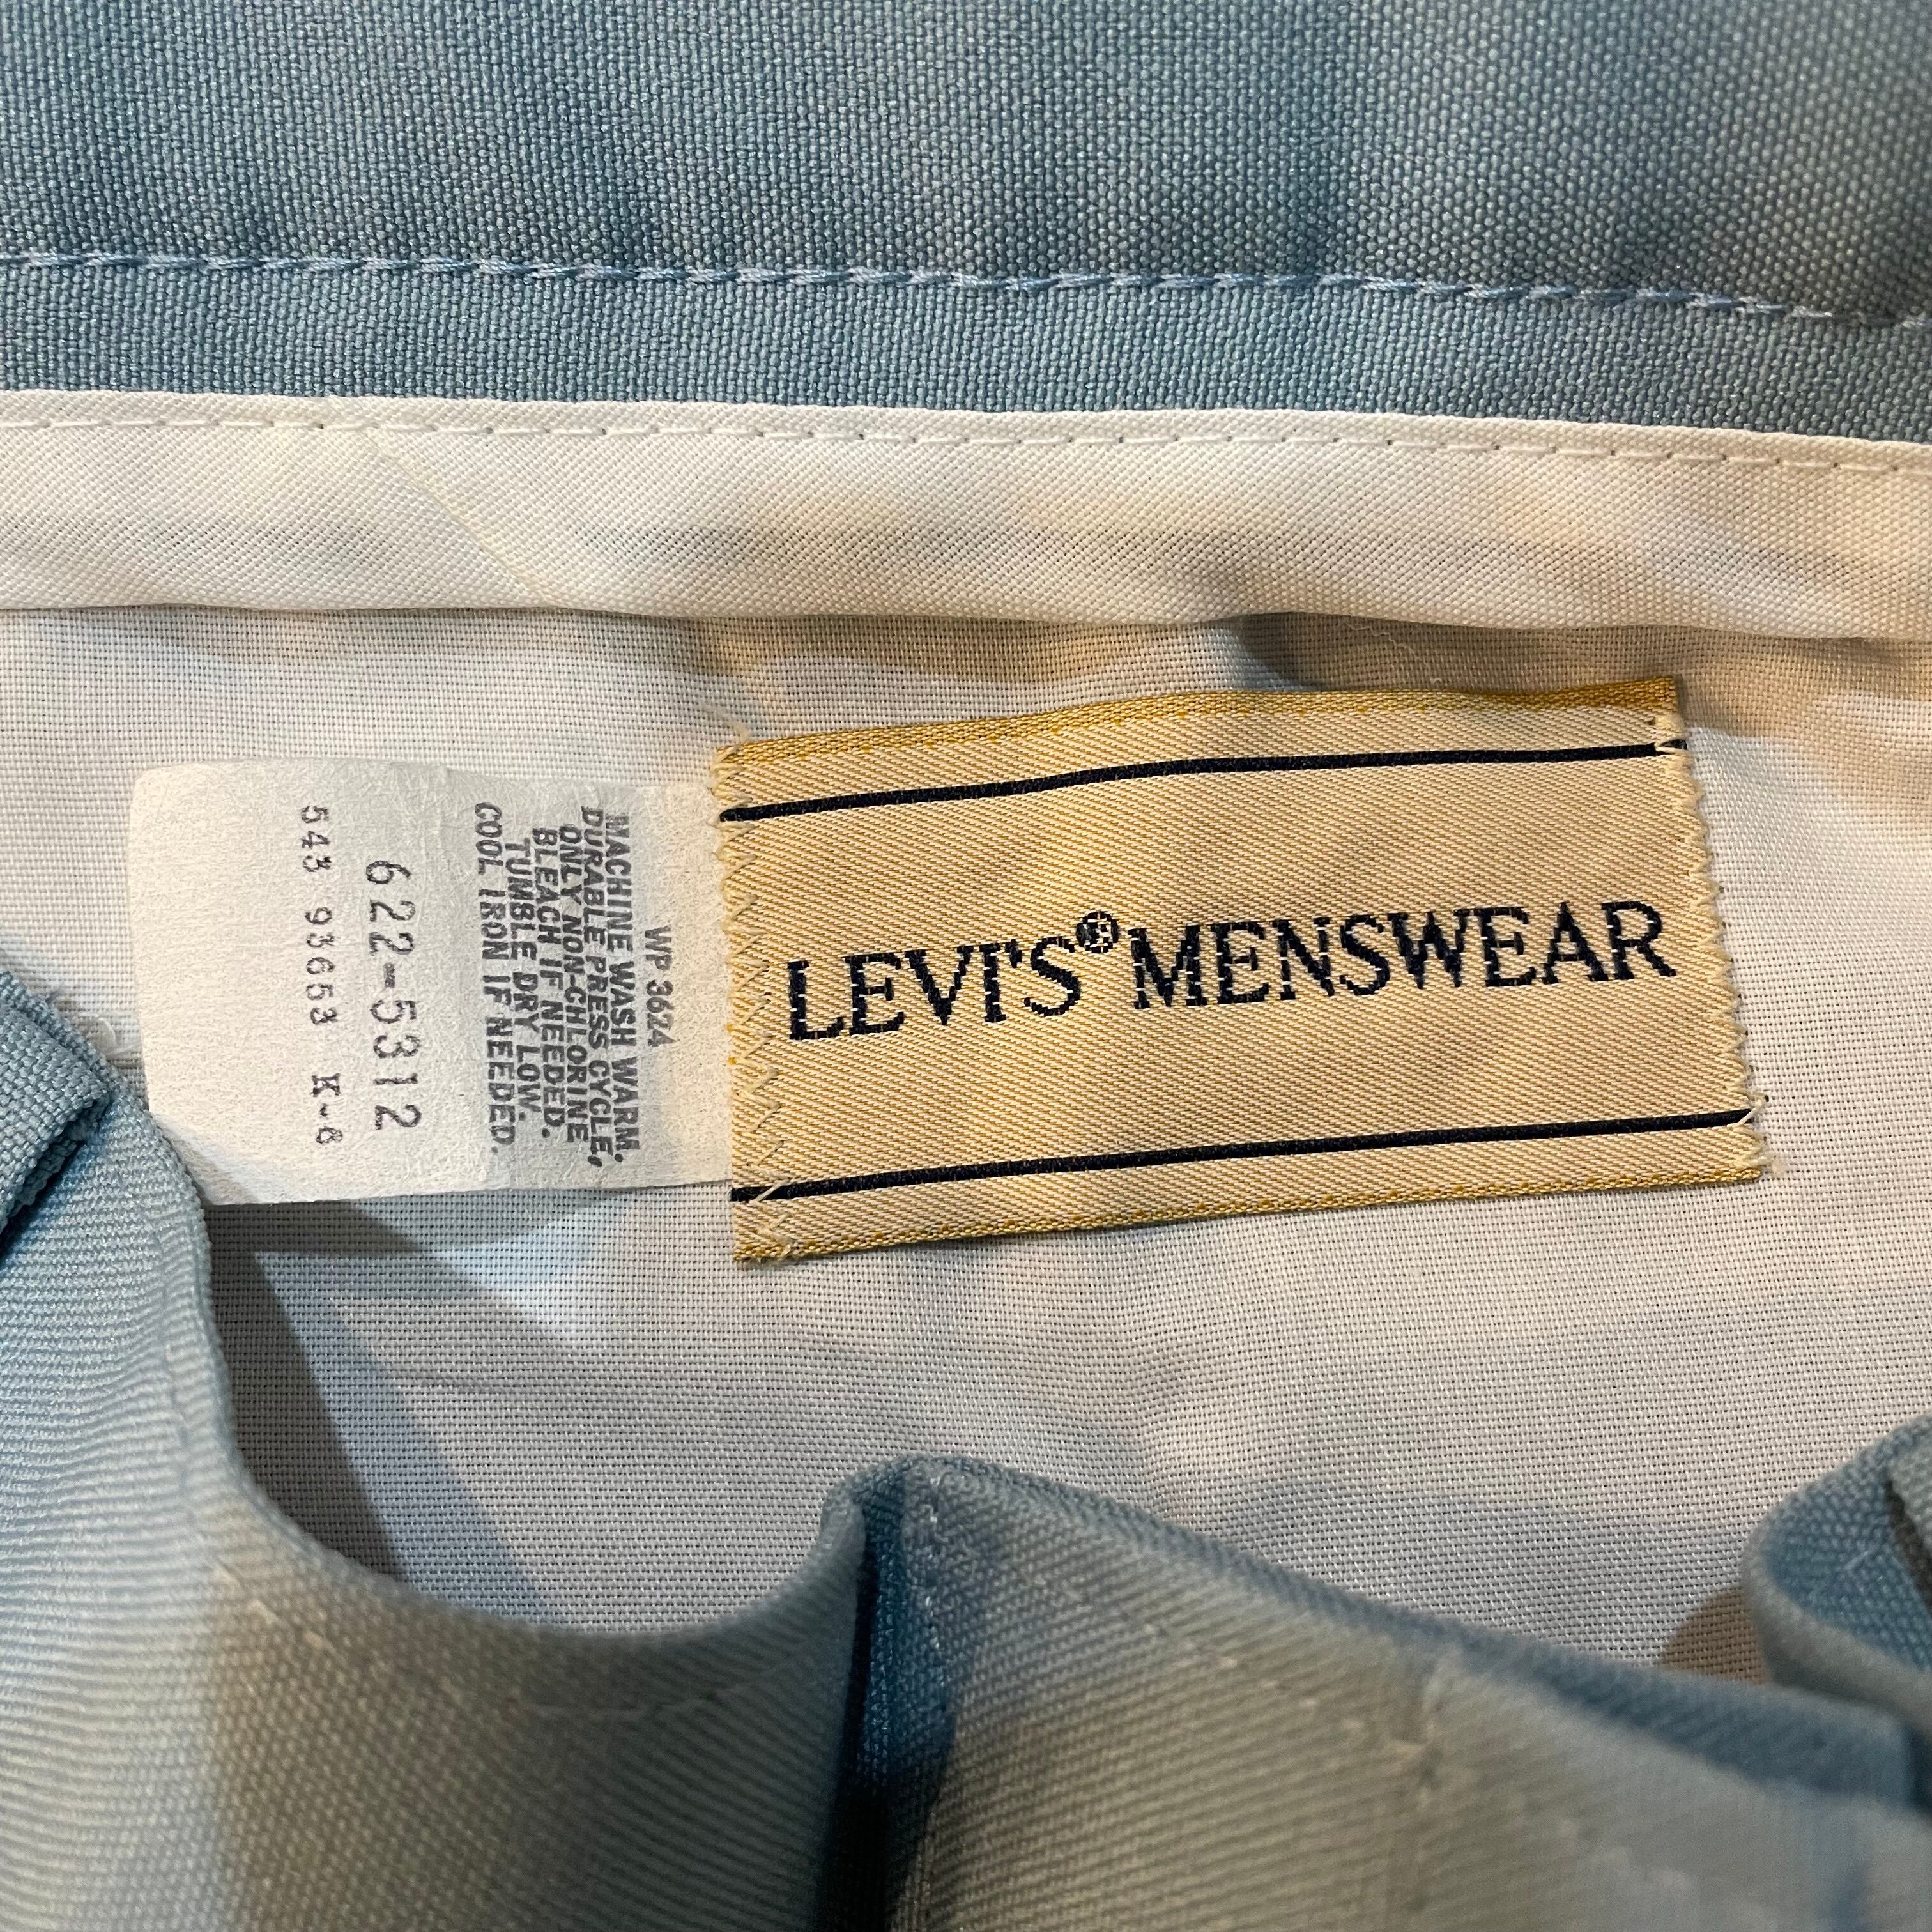 LEVI'S® MENSWEAR
WP 3624
MACHINE WASH WARM.
DURABLE PRESS CYCLE,
ONLY NON-CHLORINE
BLEACH IF NEEDED.
TUMBLE DRY LOW.
COOL IRON IF NEEDED.
622-5312
543 93653 K-8